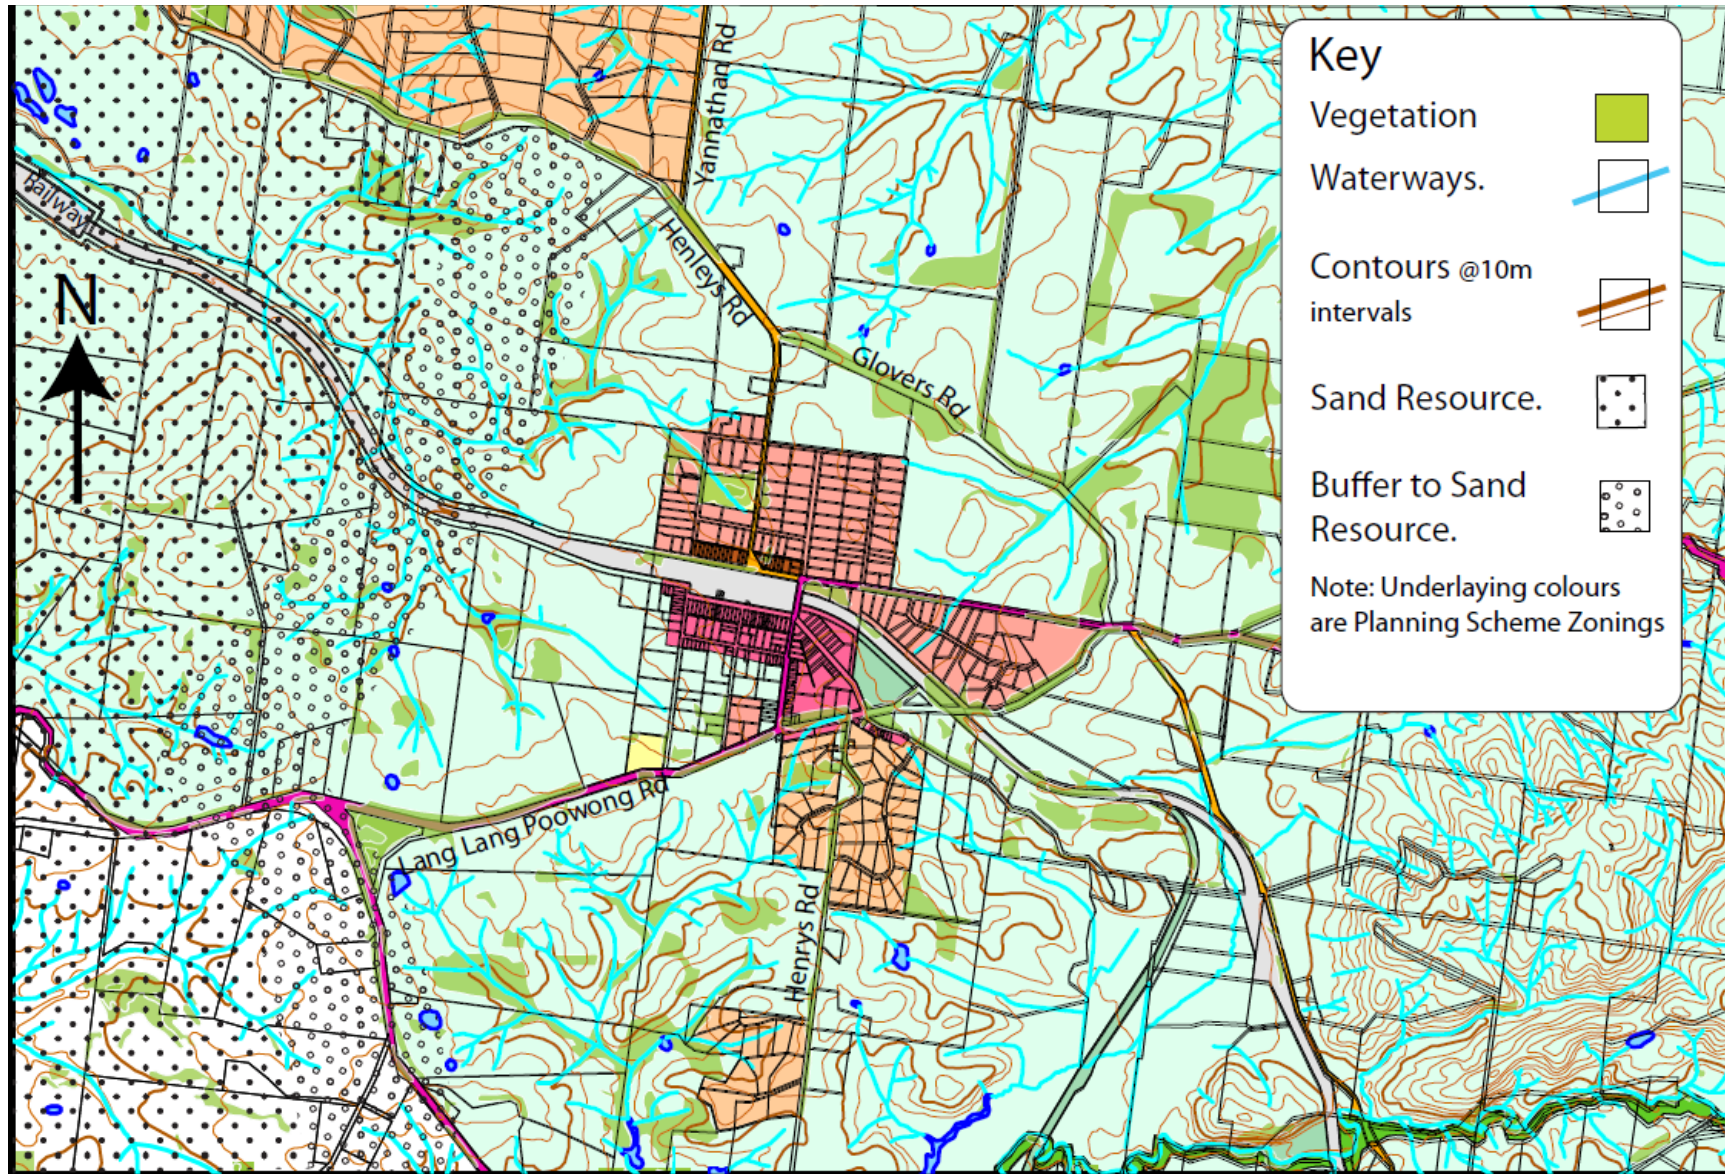 Key
Vegetation
Waterways.
Contours @10m
intervals
Sand Resource.
Buffer to Sand
Resource.
Note: Underlaying colours
are Planning Scheme Zonings
Yannathan Rd
Railway
Henleys Rd
N
Glovers Rd
Lang Lang Poowong Rd
Henrys Rd